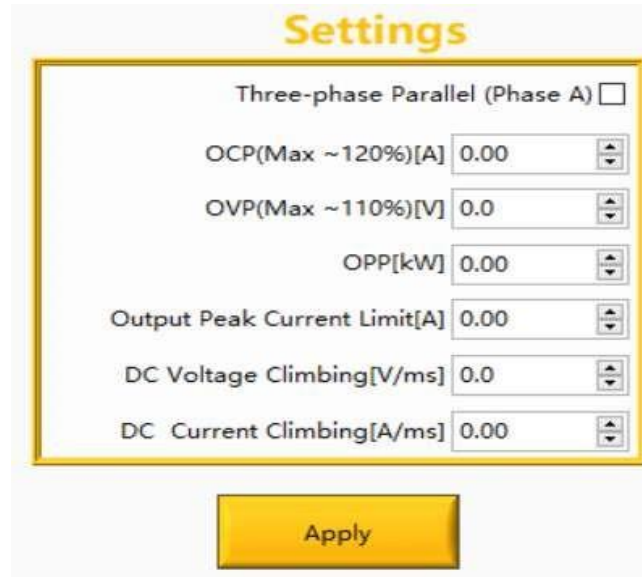 Settings
Three-phase Parallel (Phase A)
OCP(Max ~120%)[A] 0.00
OVP(Max ~110%)[V] 0.0
OPP[kW] 0.00
Output Peak Current Limit[A] 0.00
DC Voltage Climbing[V/ms] 0.0
DC Current Climbing[A/ms] 0.00
Apply